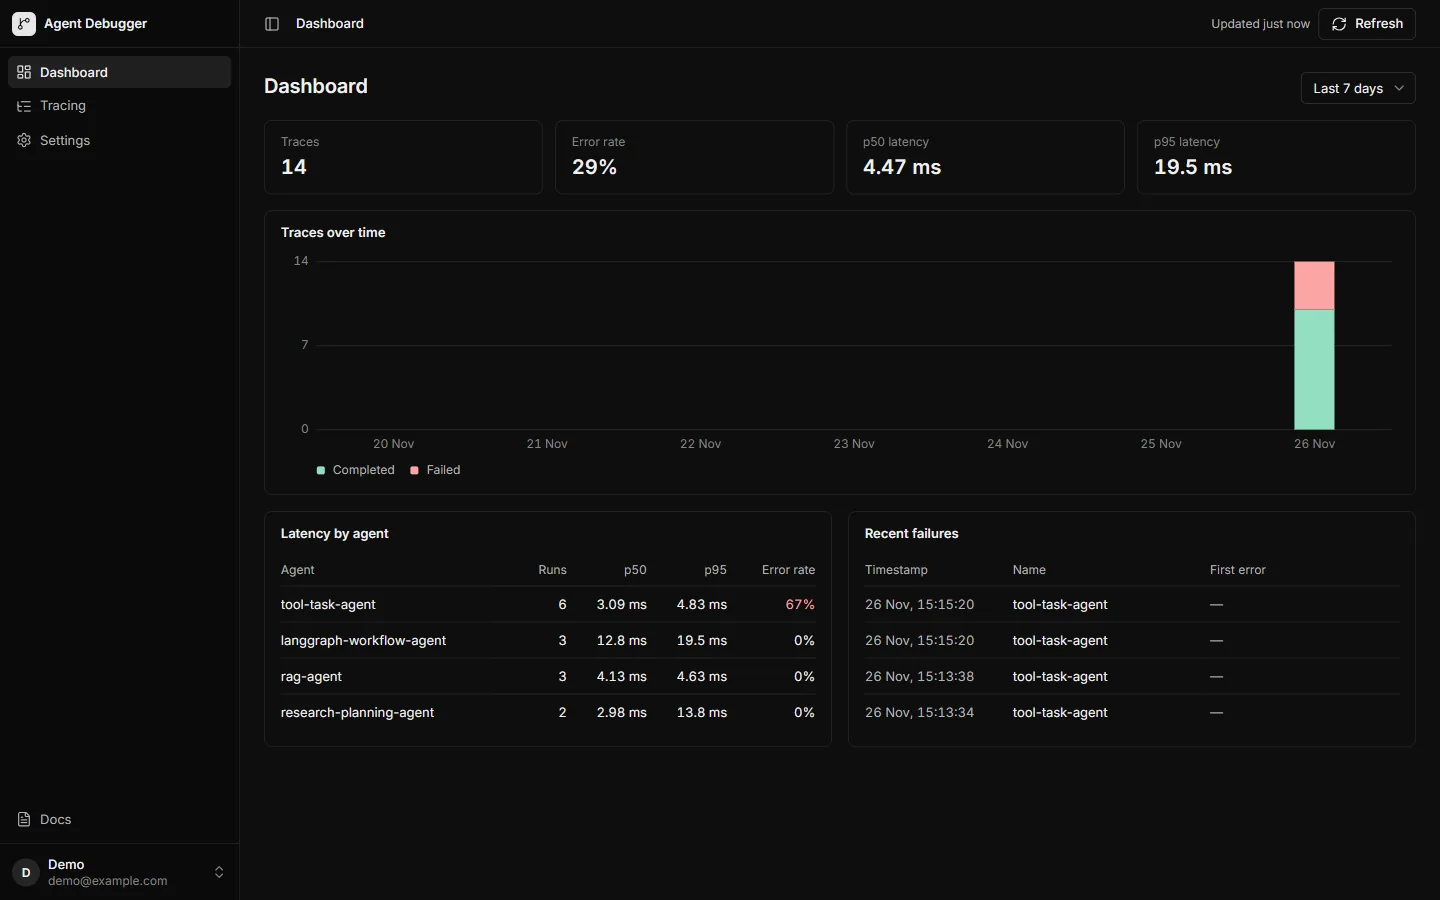 Agent Debugger
Dashboard
Updated just now
Refresh
Dashboard
Tracing
Settings
Dashboard
Last 7 days
Traces
14
Error rate
29%
p50 latency
4.47 ms
p95 latency
19.5 ms
Traces over time
14
7
0
20 Nov 21 Nov 22 Nov 23 Nov 24 Nov 25 Nov 26 Nov
Completed Failed
Latency by agent
Agent Runs p50 p95 Error rate
tool-task-agent 6 3.09 ms 4.83 ms 67%
langgraph-workflow-agent 3 12.8 ms 19.5 ms 0%
rag-agent 3 4.13 ms 4.63 ms 0%
research-planning-agent 2 2.98 ms 13.8 ms 0%
Recent failures
Timestamp Name First error
26 Nov, 15:15:20 tool-task-agent —
26 Nov, 15:15:20 tool-task-agent —
26 Nov, 15:13:38 tool-task-agent —
26 Nov, 15:13:34 tool-task-agent —
Docs
D
Demo
demo@example.com